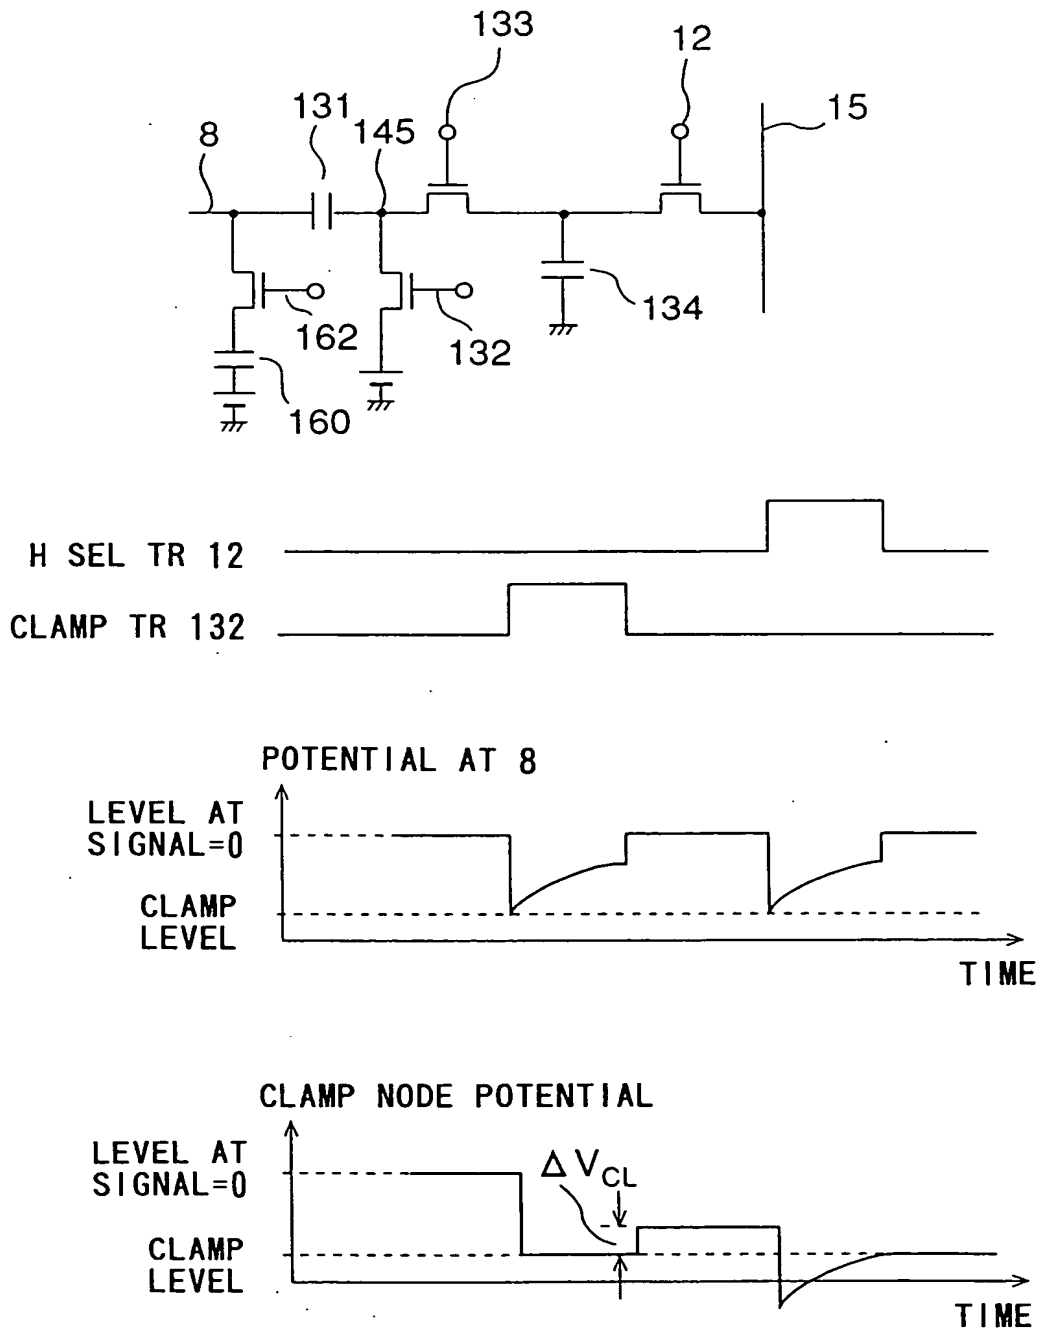 133
12
15
131
145
8
134
162
132
160
H SEL TR 12
CLAMP TR 132
POTENTIAL AT 8
LEVEL AT
SIGNAL=0
CLAMP
LEVEL
TIME
CLAMP NODE POTENTIAL
LEVEL AT
SIGNAL=0
Δ VCL
CLAMP
LEVEL
TIME